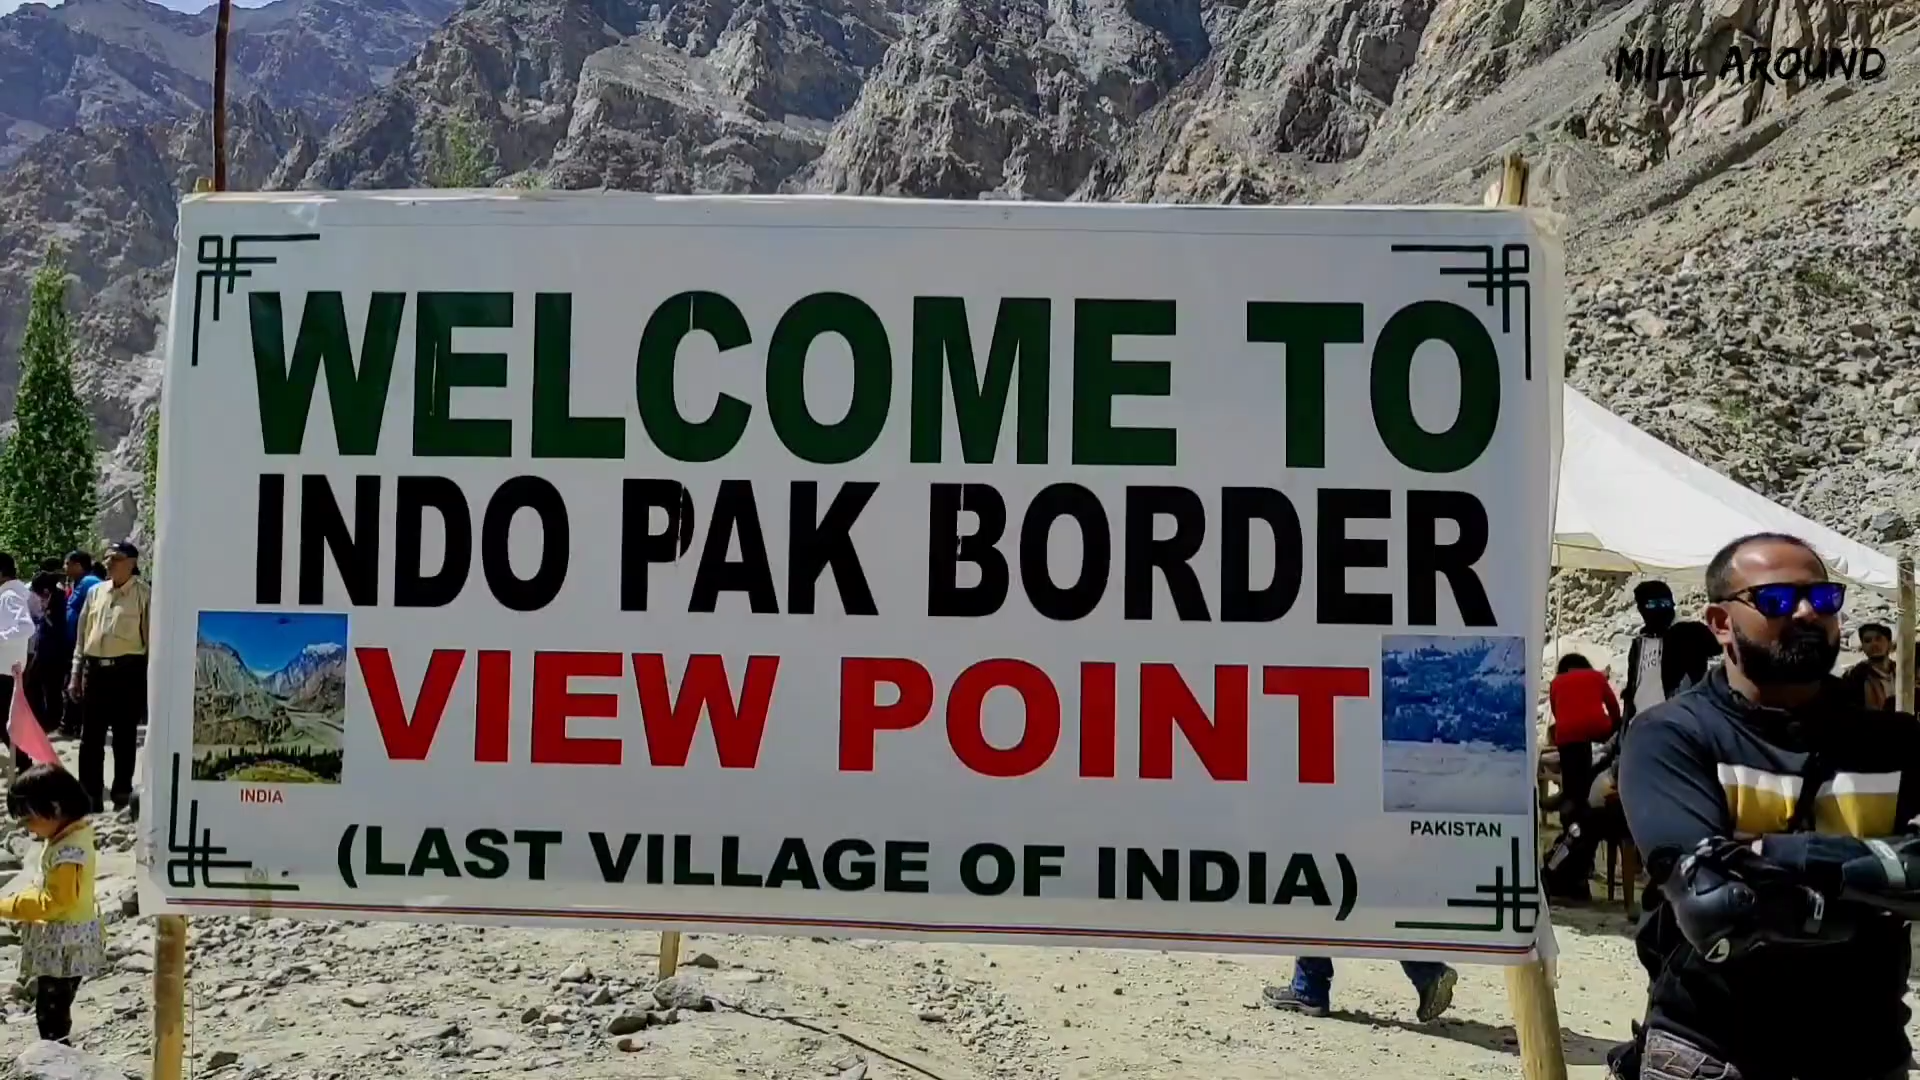 MILL AROUND
WELCOME TO
INDO PAK BORDER
VIEW POINT
INDIA
PAKISTAN
(LAST VILLAGE OF INDIA)